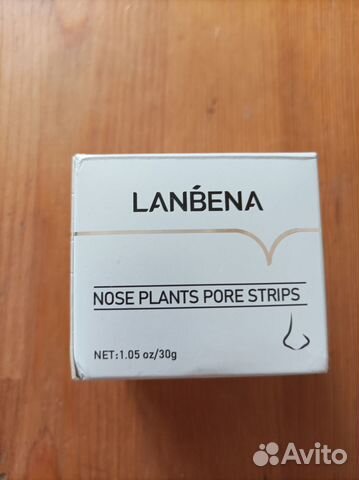 LANBENA
NOSE PLANTS PORE STRIPS
NET:1.05 oz/30g
Avito